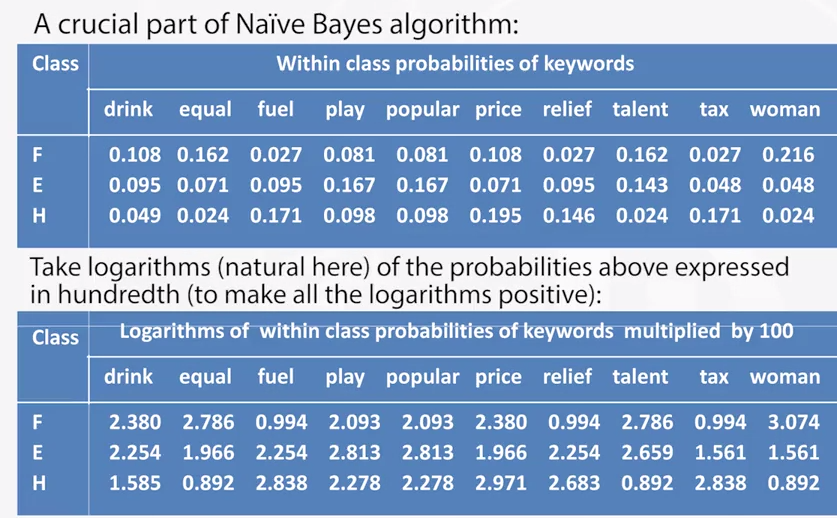 A crucial part of Naïve Bayes algorithm:
Class Within class probabilities of keywords
drink equal fuel play popular price relief talent tax woman
F 0.108 0.162 0.027 0.081 0.081 0.108 0.027 0.162 0.027 0.216
E 0.095 0.071 0.095 0.167 0.167 0.071 0.095 0.143 0.048 0.048
H 0.049 0.024 0.171 0.098 0.098 0.195 0.146 0.024 0.171 0.024
Take logarithms (natural here) of the probabilities above expressed
in hundredth (to make all the logarithms positive):
Class Logarithms of within class probabilities of keywords multiplied by 100
drink equal fuel play popular price relief talent tax woman
F 2.380 2.786 0.994 2.093 2.093 2.380 0.994 2.786 0.994 3.074
E 2.254 1.966 2.254 2.813 2.813 1.966 2.254 2.659 1.561 1.561
H 1.585 0.892 2.838 2.278 2.278 2.971 2.683 0.892 2.838 0.892